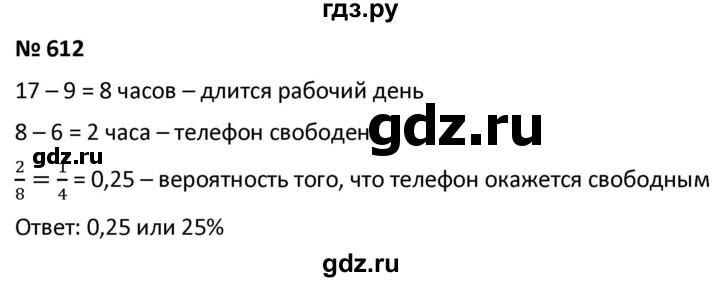 гдз.ру
№ 612
17 – 9 = 8 часов – длится рабочий день
8 – 6 = 2 часа – телефон свободен
gdz.ru
gdz.ru
2/8 = 1/4 = 0,25 – вероятность того, что телефон окажется свободным
Ответ: 0,25 или 25%
gdz.ru